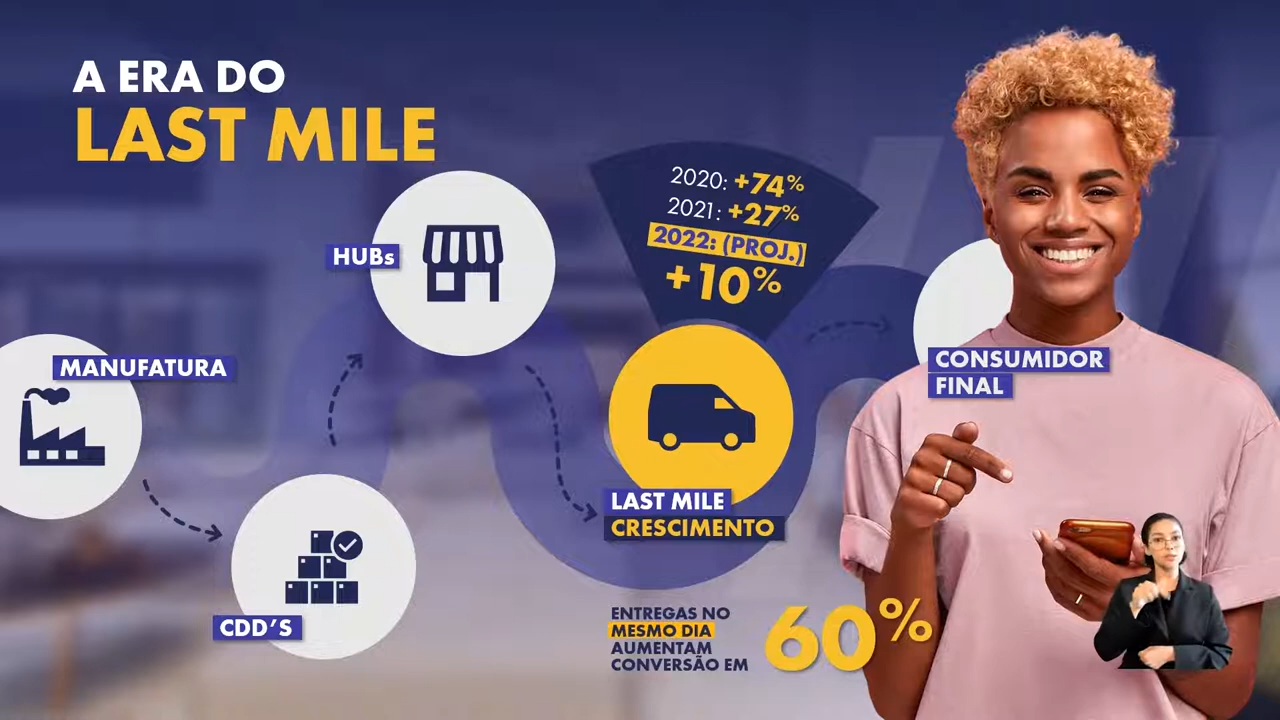 A ERA DO
LAST MILE
MANUFATURA
CDD'S
HUBs
2020: +74%
2021: +27%
2022: (PROJ.)
+10%
LAST MILE
CRESCIMENTO
CONSUMIDOR
FINAL
ENTREGAS NO
MESMO DIA
AUMENTAM
CONVERSÃO EM
60%